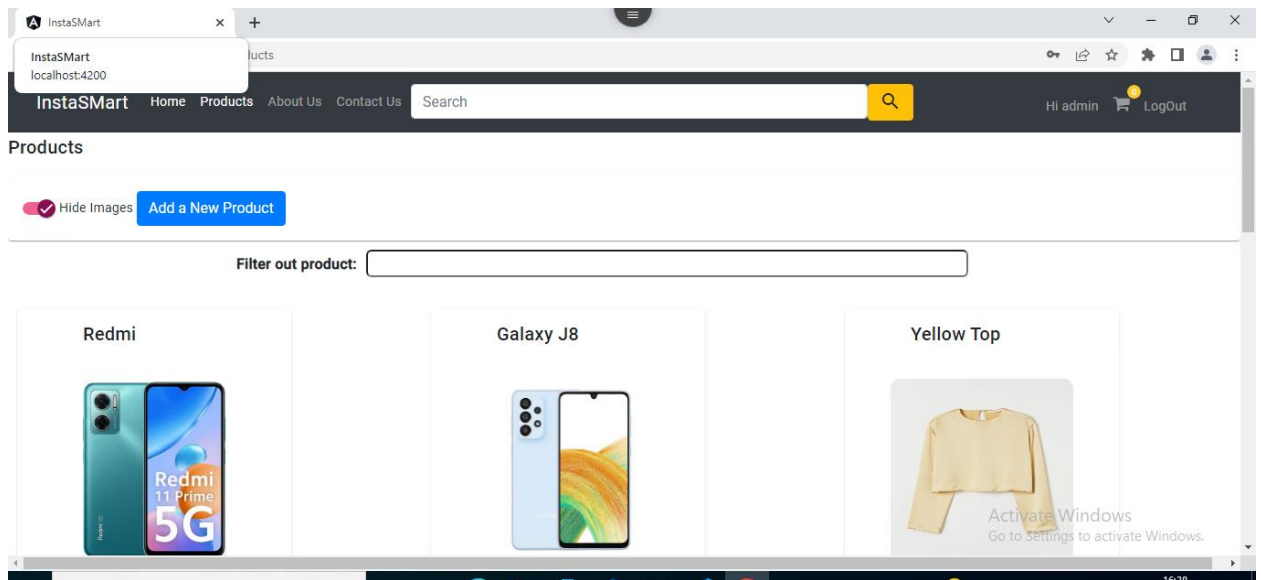 InstaSMart
InstaSMart
localhost:4200
ducts
InstaSMart Home Products About Us Contact Us Search Hi admin 0 LogOut
Products
Hide Images Add a New Product
Filter out product:
Redmi Galaxy J8 Yellow Top
Redmi
11 Prime
5G
Activate Windows
Go to Settings to activate Windows.